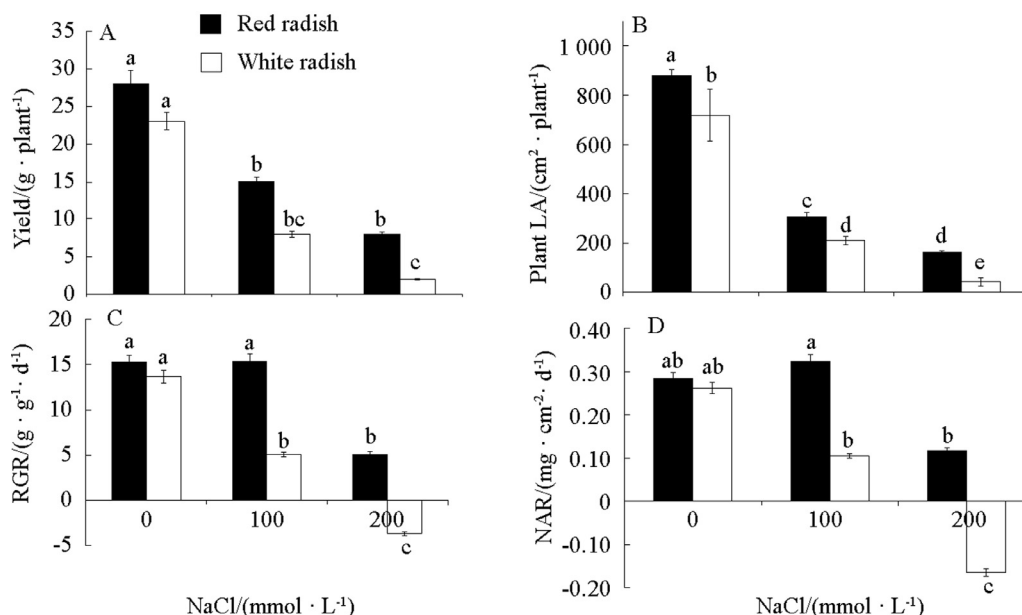 A
Red radish
White radish
Yield/(g · plant⁻¹)
35
30
25
20
15
10
5
0
a
a
b
bc
b
c
B
Plant LA/(cm² · plant⁻¹)
1 000
800
600
400
200
0
a
b
c
d
d
e
C
RGR/(g · g⁻¹ · d⁻¹)
20
15
10
5
0
-5
a
a
a
b
b
c
0 100 200
NaCl/(mmol · L⁻¹)
D
NAR/(mg · cm⁻² · d⁻¹)
0.40
0.30
0.20
0.10
0
-0.10
-0.20
ab
ab
a
b
b
c
0 100 200
NaCl/(mmol · L⁻¹)